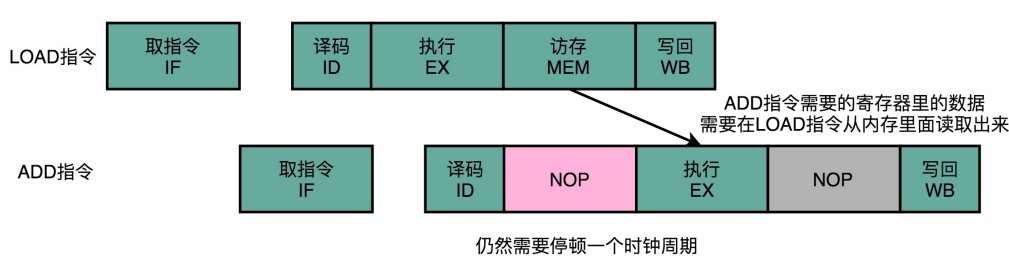 LOAD指令
取指令
IF
译码
ID
执行
EX
访存
MEM
写回
WB
ADD指令需要的寄存器里的数据
需要在LOAD指令从内存里面读取出来
ADD指令
取指令
IF
译码
ID
NOP
执行
EX
NOP
写回
WB
仍然需要停顿一个时钟周期